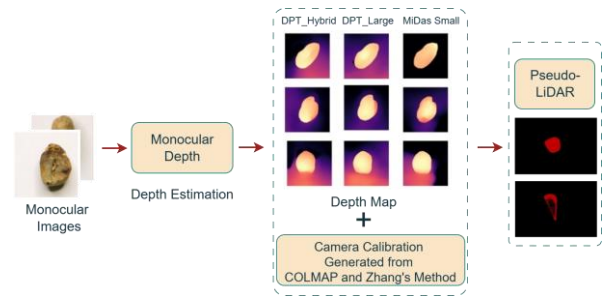 DPT_Hybrid DPT_Large MiDas Small
Pseudo-
LiDAR
Monocular
Depth
Depth Estimation
Monocular
Images
Depth Map
+
Camera Calibration
Generated from
COLMAP and Zhang's Method